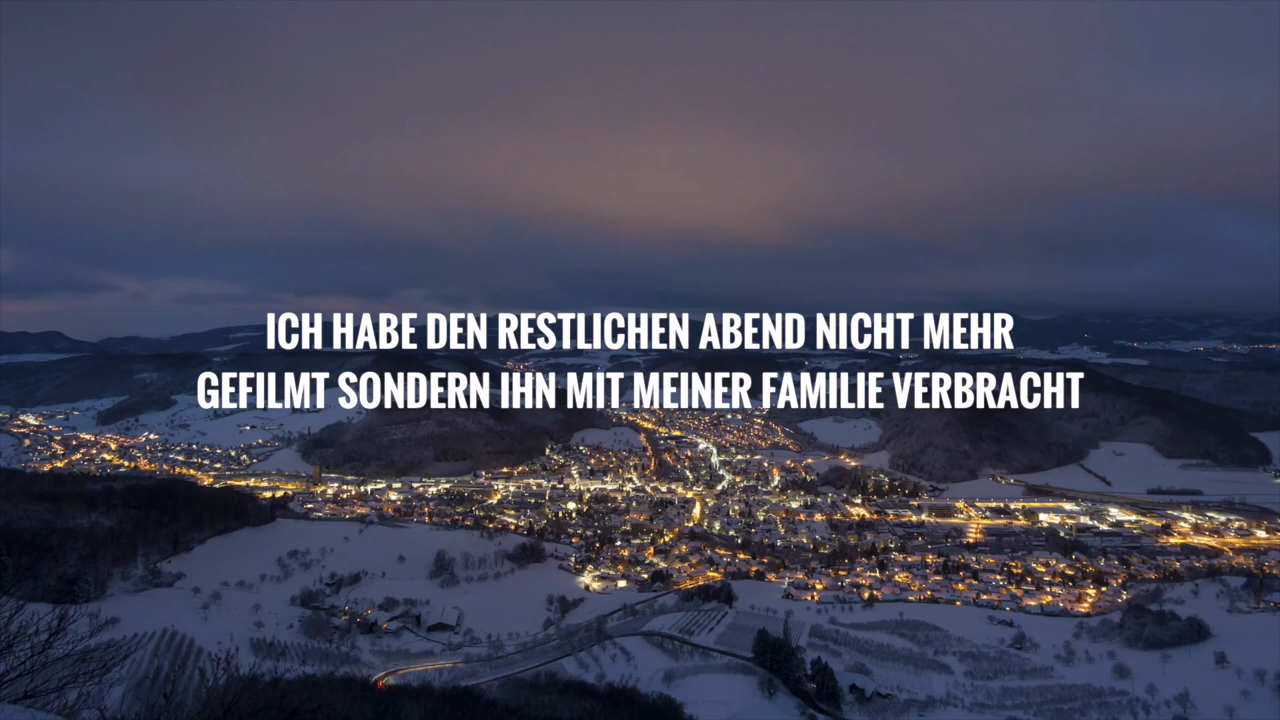 ICH HABE DEN RESTLICHEN ABEND NICHT MEHR
GEFILMT SONDERN IHN MIT MEINER FAMILIE VERBRACHT